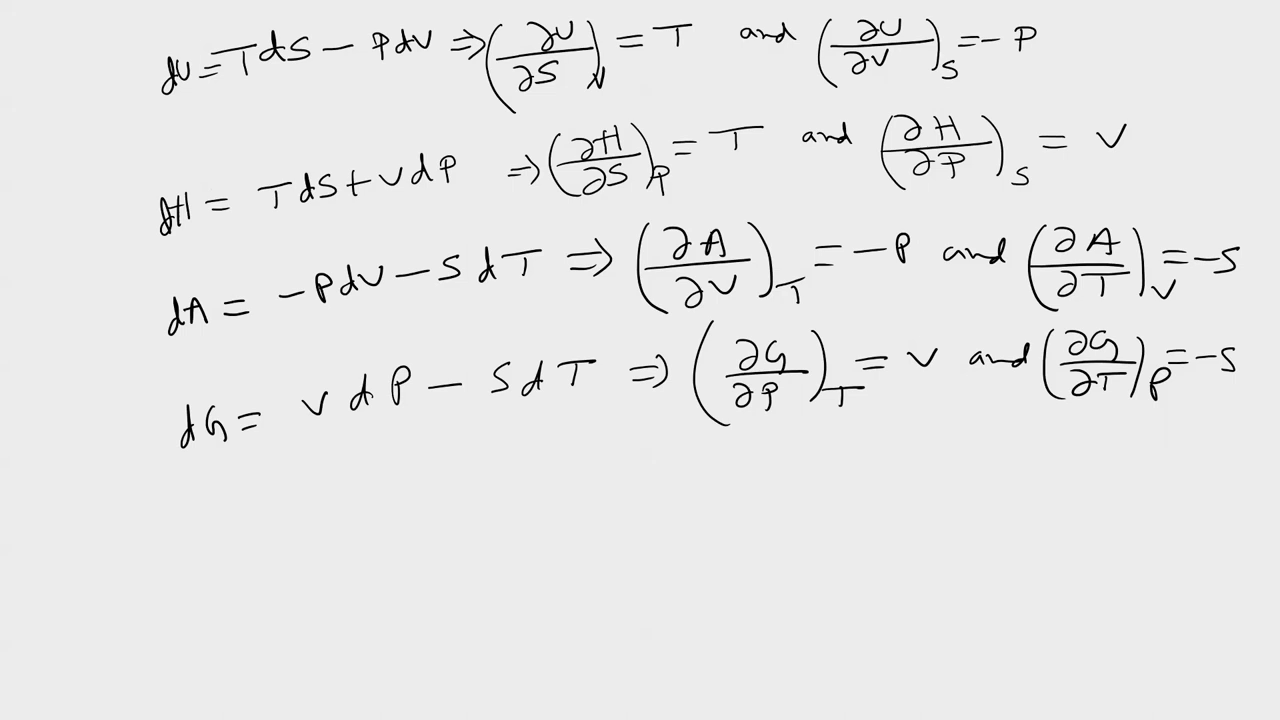 dU = TdS − PdV ⇒ (∂U/∂S)_V = T and (∂U/∂V)_S = − P
dH = TdS + VdP ⇒ (∂H/∂S)_P = T and (∂H/∂P)_S = V
dA = −PdV − SdT ⇒ (∂A/∂V)_T = −P and (∂A/∂T)_V = −S
dG = VdP − SdT ⇒ (∂G/∂P)_T = V and (∂G/∂T)_P = −S